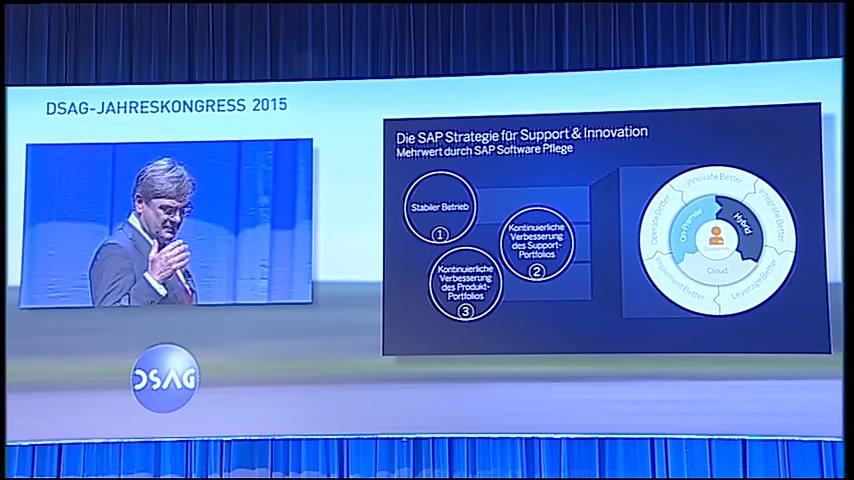 DSAG-JAHRESKONGRESS 2015
Die SAP Strategie für Support & Innovation
Mehrwert durch SAP Software Pflege
Stabiler Betrieb
1
Kontinuierliche
Verbesserung
des Support-
Portfolios
2
Kontinuierliche
Verbesserung
des Produkt-
Portfolios
3
Innovate Better
Integrate Better
Leverage Better
Implement Better
Operate Better
On-Premise
Hybrid
Cloud
Customer
DSAG